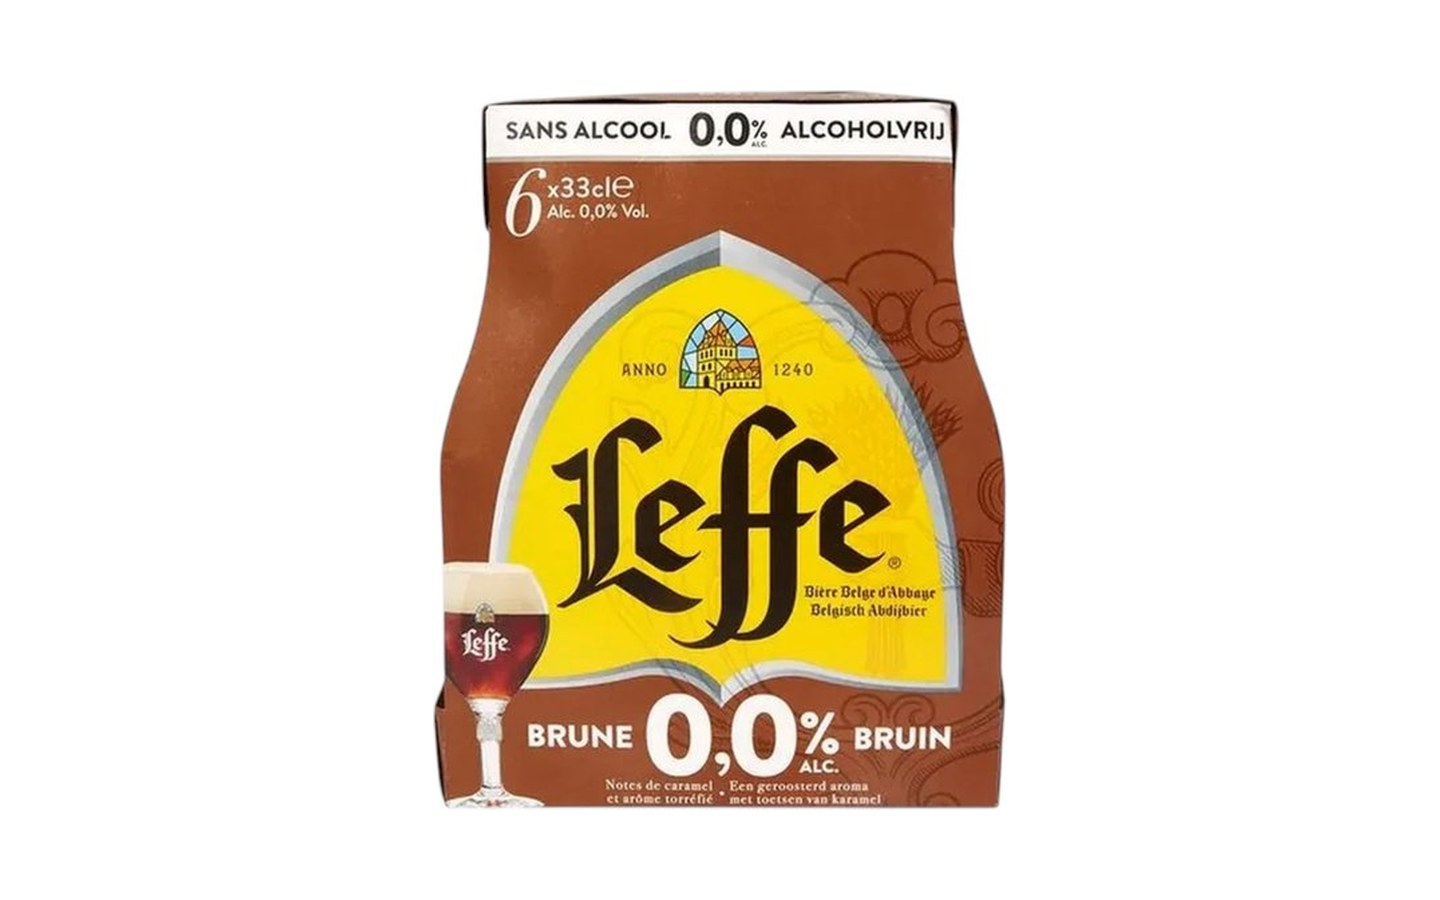 SANS ALCOOL 0,0% ALC. ALCOHOLVRIJ
6 x33cle
Alc. 0,0% Vol.
ANNO 1240
Leffe®
Bière Belge d'Abbaye
Belgisch Abdijbier
Leffe
BRUNE 0,0% ALC. BRUIN
Notes de caramel • Een geroosterd aroma
et arôme torréfié met toetsen van karamel